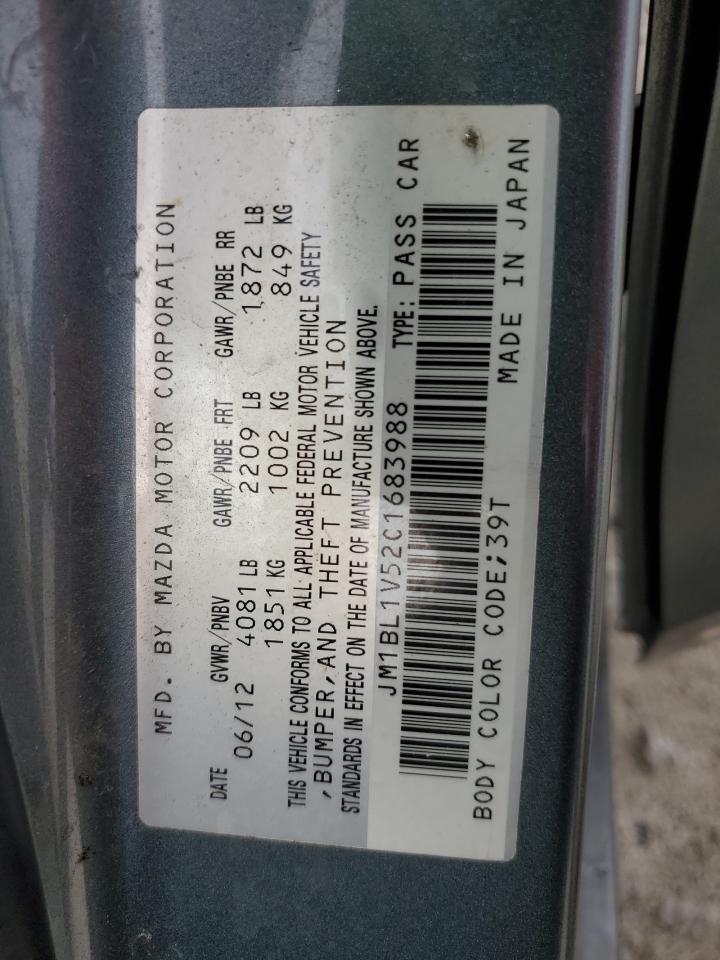 MFD. BY MAZDA MOTOR CORPORATION
DATE GVWR/PNBV GAWR/PNBE FRT GAWR/PNBE RR
06/12 4081 LB 2209 LB 1,872 LB
1851 KG 1002 KG 849 KG
THIS VEHICLE CONFORMS TO ALL APPLICABLE FEDERAL MOTOR VEHICLE SAFETY
,BUMPER,AND THEFT PREVENTION
STANDARDS IN EFFECT ON THE DATE OF MANUFACTURE SHOWN ABOVE.
JM1BL1V52C1683988 TYPE: PASS CAR
BODY COLOR CODE;39T MADE IN JAPAN